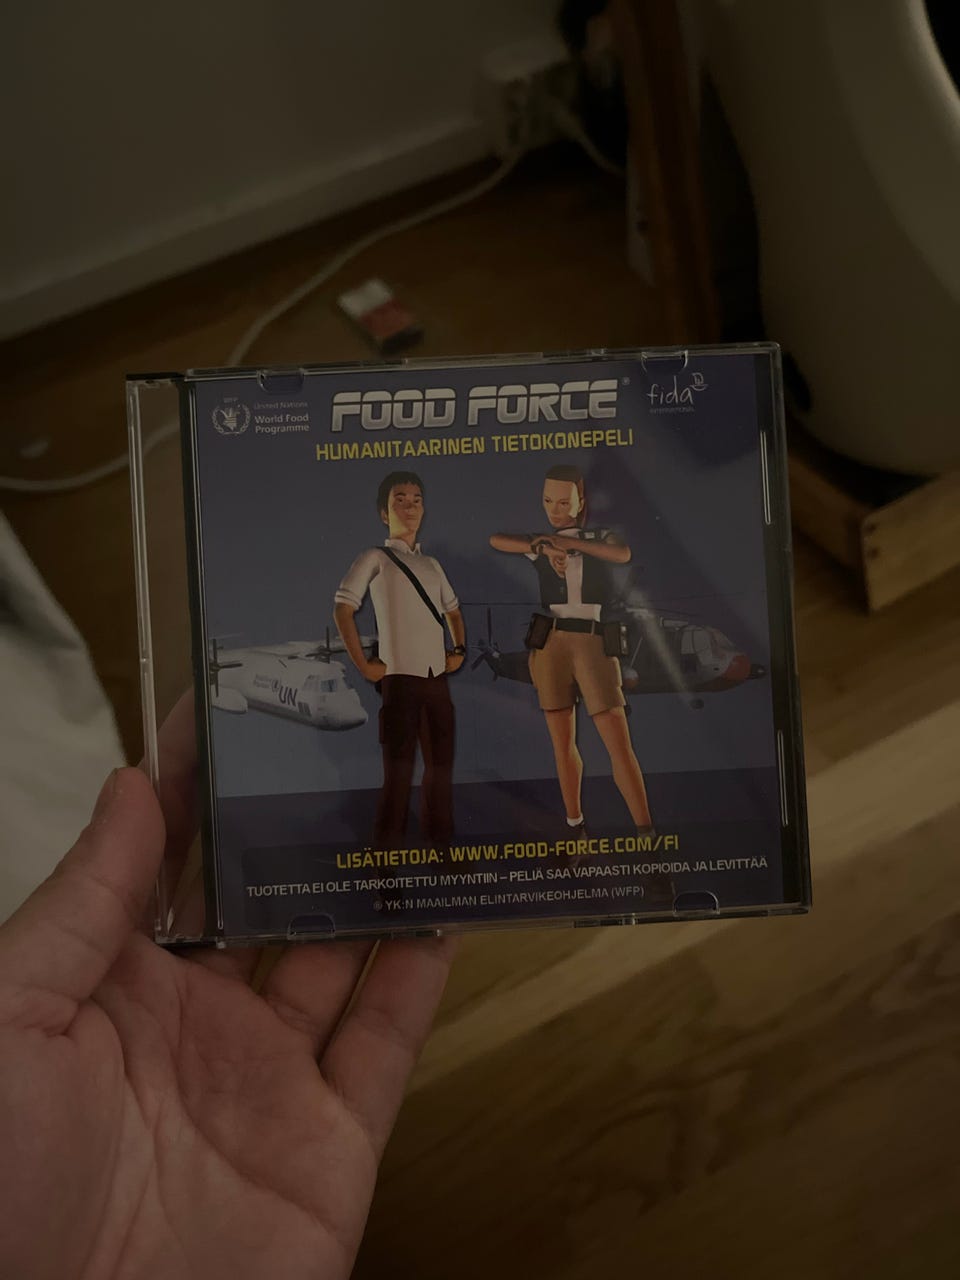 WFP
United Nations
World Food
Programme
FOOD FORCE®
fida
INTERNATIONAL
HUMANITAARINEN TIETOKONEPELI
UN
LISÄTIETOJA: WWW.FOOD-FORCE.COM/FI
TUOTETTA EI OLE TARKOITETTU MYYNTIIN – PELIÄ SAA VAPAASTI KOPIOIDA JA LEVITTÄÄ
© YK:N MAAILMAN ELINTARVIKEOHJELMA (WFP)